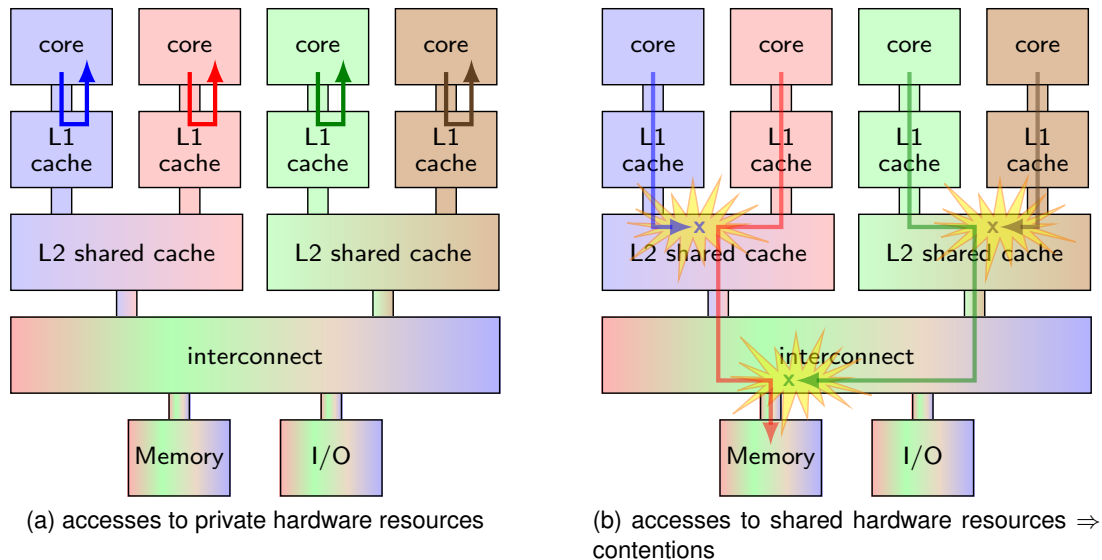 core core core core
L1 cache L1 cache L1 cache L1 cache
L2 shared cache L2 shared cache
interconnect
Memory I/O
(a) accesses to private hardware resources
core core core core
L1 cache L1 cache L1 cache L1 cache
x x
L2 shared cache L2 shared cache
interconnect
x
Memory I/O
(b) accesses to shared hardware resources ⇒
contentions